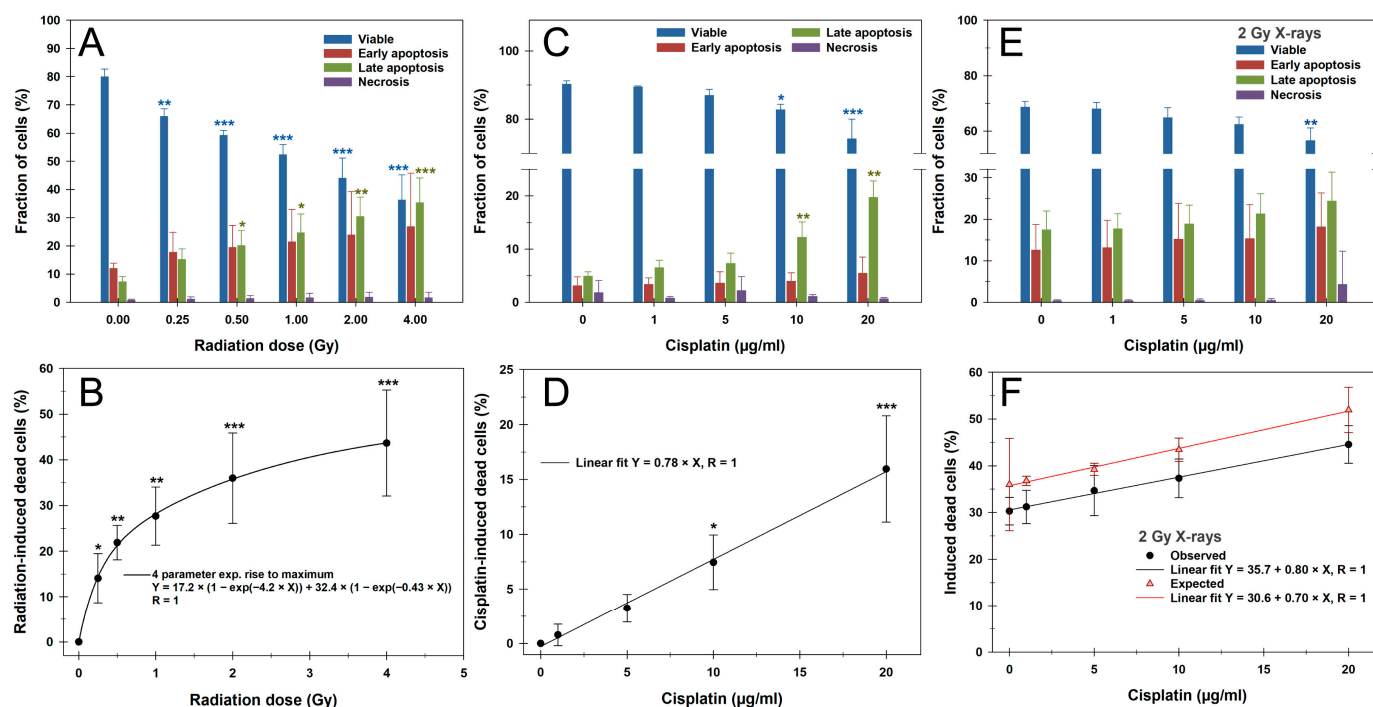 A
Viable
Early apoptosis
Late apoptosis
Necrosis
** *** *** *** ***
* * ** ***
Fraction of cells (%)
100
90
80
70
60
50
40
30
20
10
0
0.00 0.25 0.50 1.00 2.00 4.00
Radiation dose (Gy)
C
Viable Late apoptosis
Early apoptosis Necrosis
* ***
** **
Fraction of cells (%)
100
80
20
10
0
0 1 5 10 20
Cisplatin (µg/ml)
E
2 Gy X-rays
Viable
Early apoptosis
Late apoptosis
Necrosis
**
Fraction of cells (%)
100
80
60
30
20
10
0
0 1 5 10 20
Cisplatin (µg/ml)
B
* ** ** *** ***
Radiation-induced dead cells (%)
60
50
40
30
20
10
0
4 parameter exp. rise to maximum
Y = 17.2 × (1 − exp(−4.2 × X)) + 32.4 × (1 − exp(−0.43 × X))
R = 1
0 1 2 3 4 5
Radiation dose (Gy)
D
* ***
Cisplatin-induced dead cells (%)
25
20
15
10
5
0
Linear fit Y = 0.78 × X, R = 1
0 5 10 15 20
Cisplatin (µg/ml)
F
Induced dead cells (%)
60
50
40
30
20
10
0
2 Gy X-rays
Observed
Linear fit Y = 35.7 + 0.80 × X, R = 1
Expected
Linear fit Y = 30.6 + 0.70 × X, R = 1
0 5 10 15 20
Cisplatin (µg/ml)